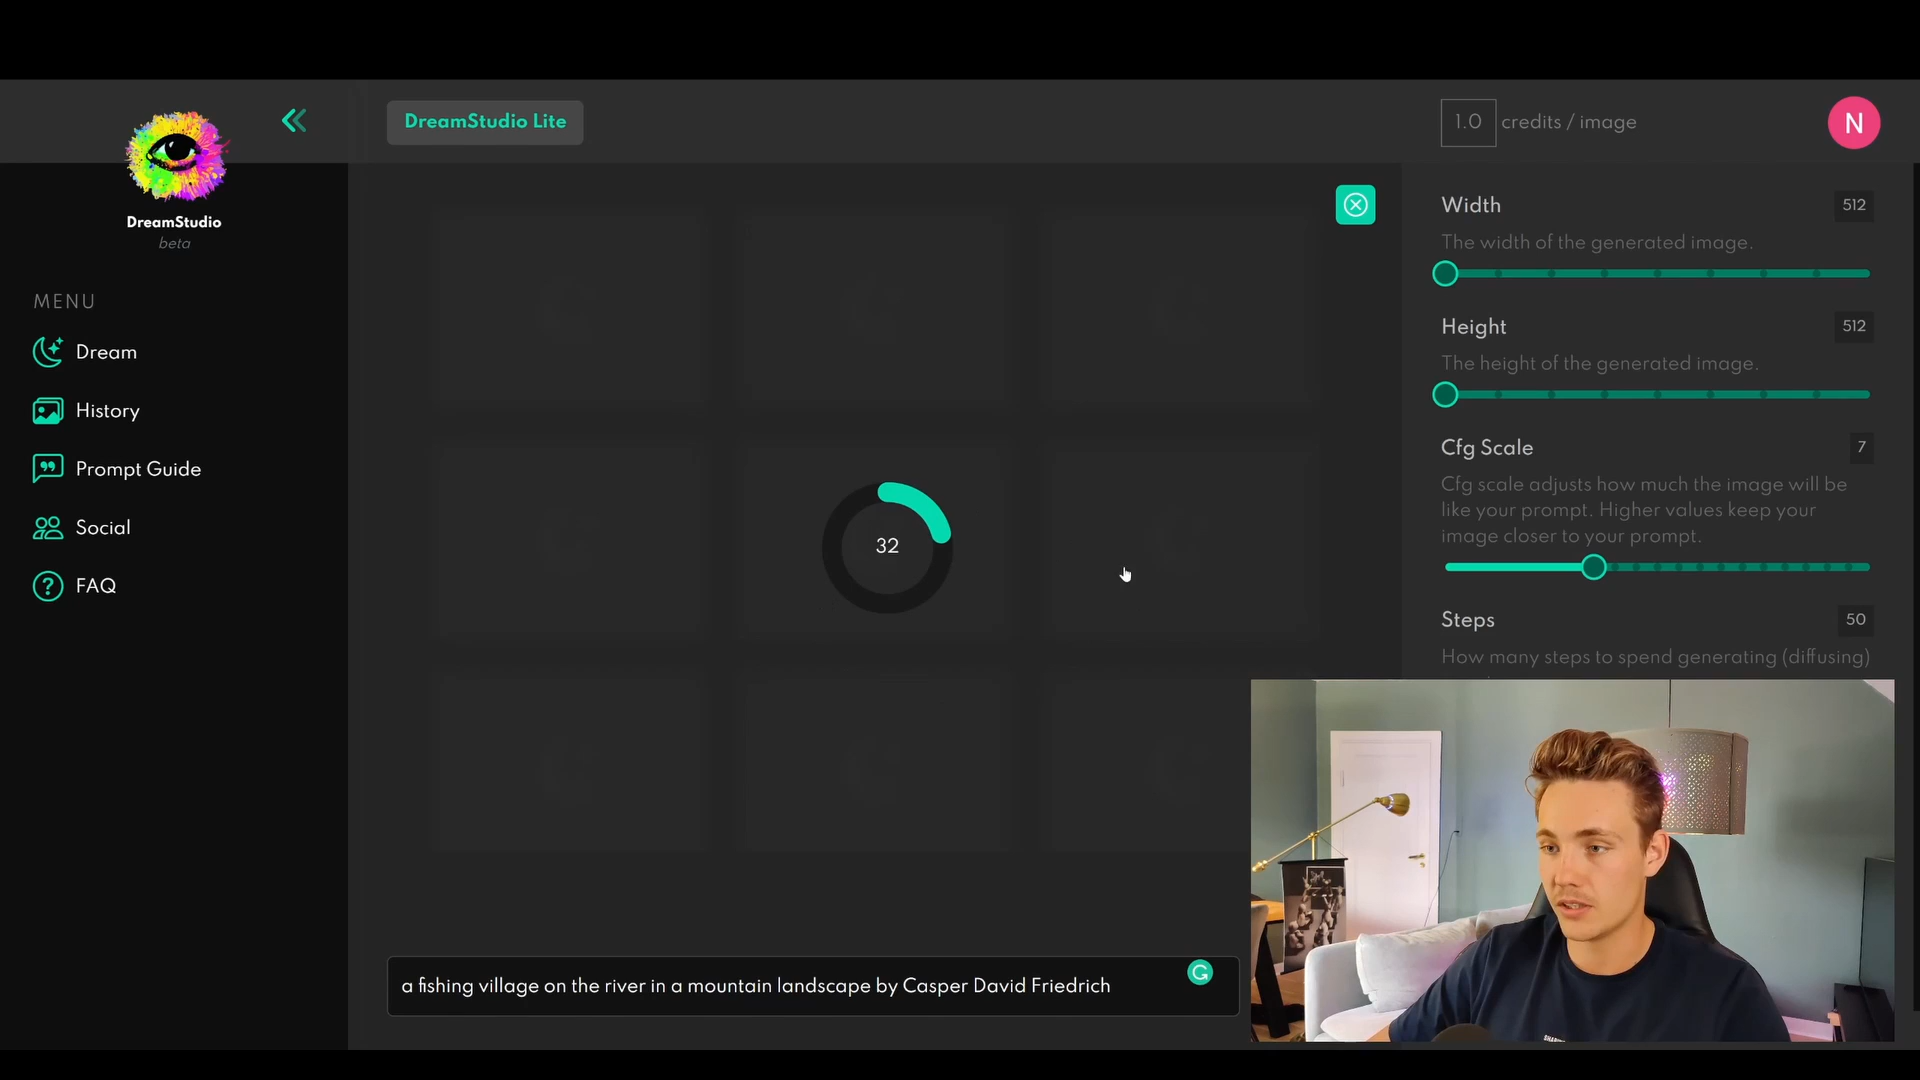 DreamStudio Lite
1.0 credits / image
N
DreamStudio
beta
MENU
Dream
History
Prompt Guide
Social
FAQ
32
a fishing village on the river in a mountain landscape by Casper David Friedrich
Width 512
The width of the generated image.
Height 512
The height of the generated image.
Cfg Scale 7
Cfg scale adjusts how much the image will be
like your prompt. Higher values keep your
image closer to your prompt.
Steps 50
How many steps to spend generating (diffusing)